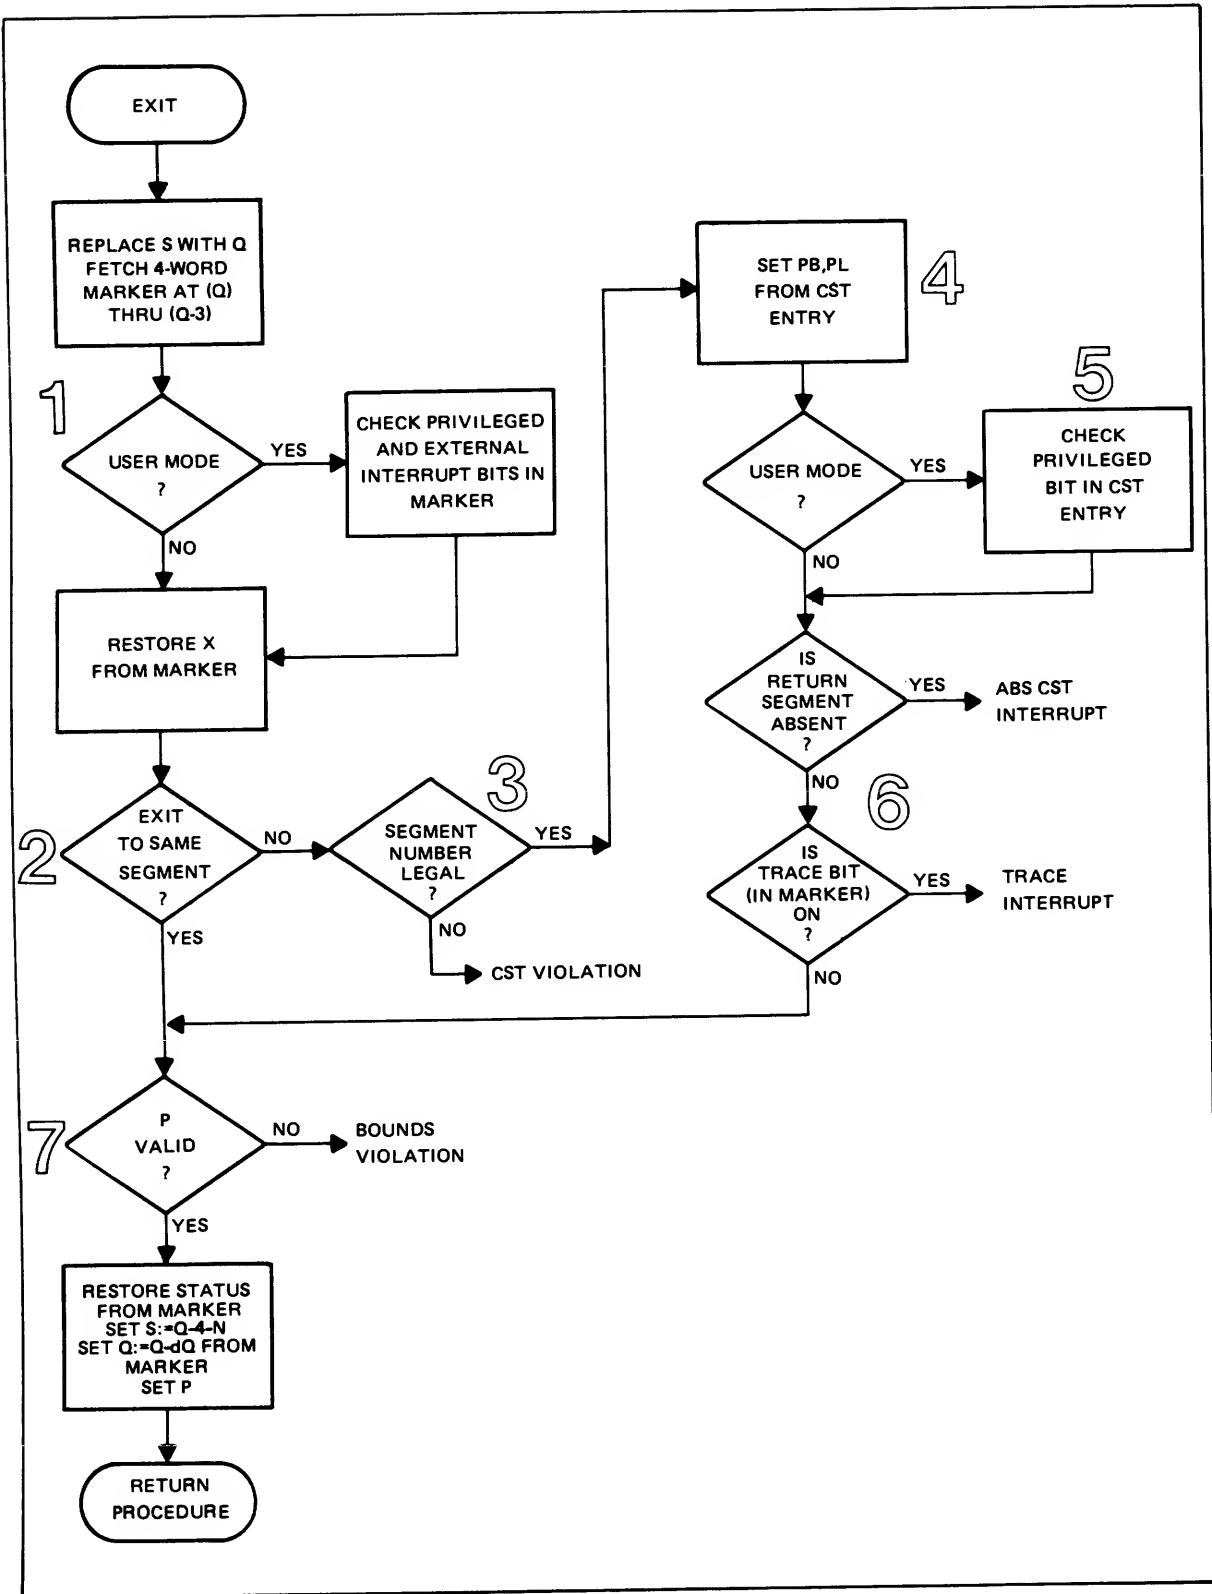 EXIT
REPLACE S WITH Q
FETCH 4-WORD
MARKER AT (Q)
THRU (Q-3)
1
USER MODE
?
YES
NO
CHECK PRIVILEGED
AND EXTERNAL
INTERRUPT BITS IN
MARKER
RESTORE X
FROM MARKER
2
EXIT
TO SAME
SEGMENT
?
NO
YES
3
SEGMENT
NUMBER
LEGAL
?
YES
NO
CST VIOLATION
4
SET PB,PL
FROM CST
ENTRY
USER MODE
?
YES
NO
5
CHECK
PRIVILEGED
BIT IN CST
ENTRY
IS
RETURN
SEGMENT
ABSENT
?
YES
NO
ABS CST
INTERRUPT
6
IS
TRACE BIT
(IN MARKER)
ON
?
YES
NO
TRACE
INTERRUPT
7
P
VALID
?
NO
YES
BOUNDS
VIOLATION
RESTORE STATUS
FROM MARKER
SET S:=Q-4-N
SET Q:=Q-dQ FROM
MARKER
SET P
RETURN
PROCEDURE